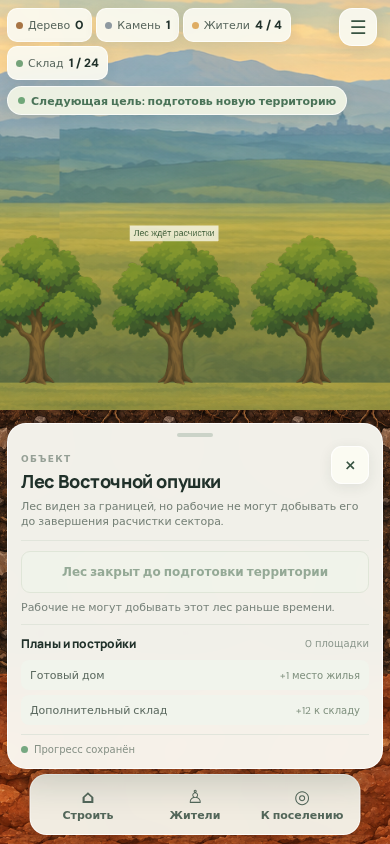 Дерево 0
Камень 1
Жители 4 / 4
Склад 1 / 24
Следующая цель: подготовь новую территорию
Лес ждёт расчистки
ОБЪЕКТ
Лес Восточной опушки
Лес виден за границей, но рабочие не могут добывать его
до завершения расчистки сектора.
Лес закрыт до подготовки территории
Рабочие не могут добывать этот лес раньше времени.
Планы и постройки
0 площадки
Готовый дом
+1 место жилья
Дополнительный склад
+12 к складу
Прогресс сохранён
Строить
Жители
К поселению